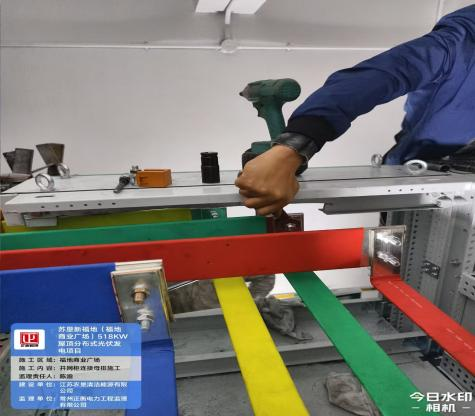 苏垦新福地（福地
商业广场）518KW
屋顶分布式光伏发
电项目
施工区域：福地商业广场
施工内容：并网柜连接母排施工
监理责任人：陈浪
建设单位：江苏农垦清洁能源有限
公司
监理单位：常州正衡电力工程监理
有限公司
今日水印
相机